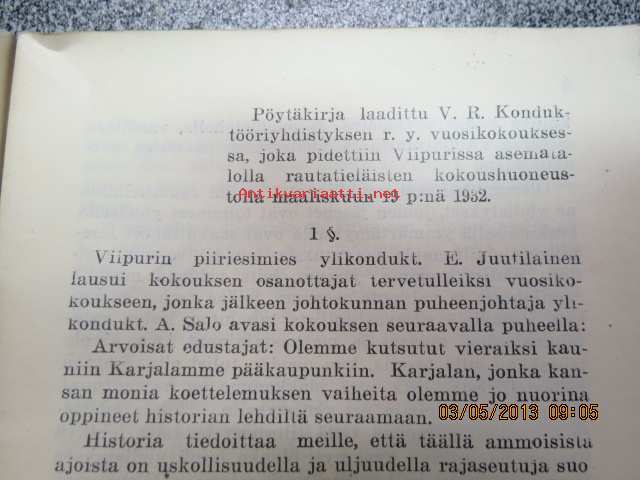 Pöytäkirja laadittu V. R. Konduk-
tööriyhdistyksen r. y. vuosikokoukses-
sa, joka pidettiin Viipurissa asemata-
lolla rautatieläisten kokoushuoneus-
Antikvariaatti.net
tolla maaliskuun 19 p:nä 1932.
1 §.
Viipurin piiriesimies ylikondukt. E. Juutilainen
lausui kokouksen osanottajat tervetulleiksi vuosiko-
koukseen, jonka jälkeen johtokunnan puheenjohtaja yli-
kondukt. A. Salo avasi kokouksen seuraavalla puheella:
Arvoisat edustajat: Olemme kutsutut vieraiksi kau-
niin Karjalamme pääkaupunkiin. Karjalan, jonka kan-
san monia koettelemuksen vaiheita olemme jo nuorina
oppineet historian lehdiltä seuraamaan.
03/05/2013 09:05
Historia tiedoittaa meille, että täällä ammoisista
ajoista on uskollisuudella ja uljuudella rajaseutuja suo